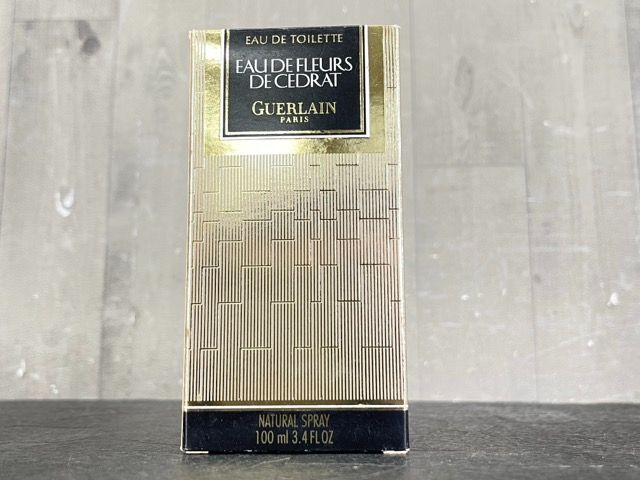 EAU DE TOILETTE
EAU DE FLEURS
DE CEDRAT
GUERLAIN
PARIS
NATURAL SPRAY
100 ml 3.4 FL OZ